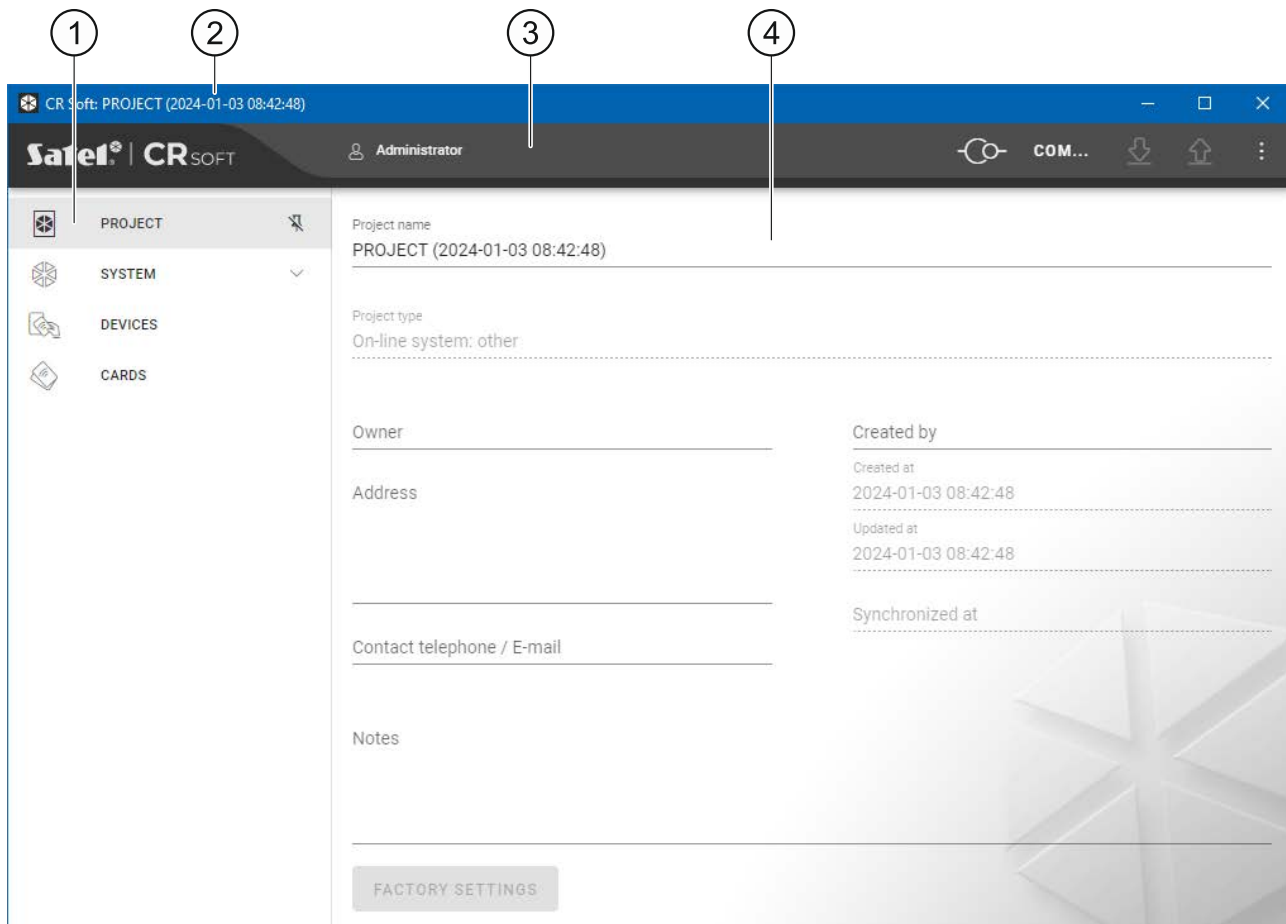 1 2 3 4
CR Soft: PROJECT (2024-01-03 08:42:48)
Satel® | CR SOFT
Administrator
COM...
PROJECT
SYSTEM
DEVICES
CARDS
Project name
PROJECT (2024-01-03 08:42:48)
Project type
On-line system: other
Owner
Created by
Created at
2024-01-03 08:42:48
Address
Updated at
2024-01-03 08:42:48
Synchronized at
Contact telephone / E-mail
Notes
FACTORY SETTINGS